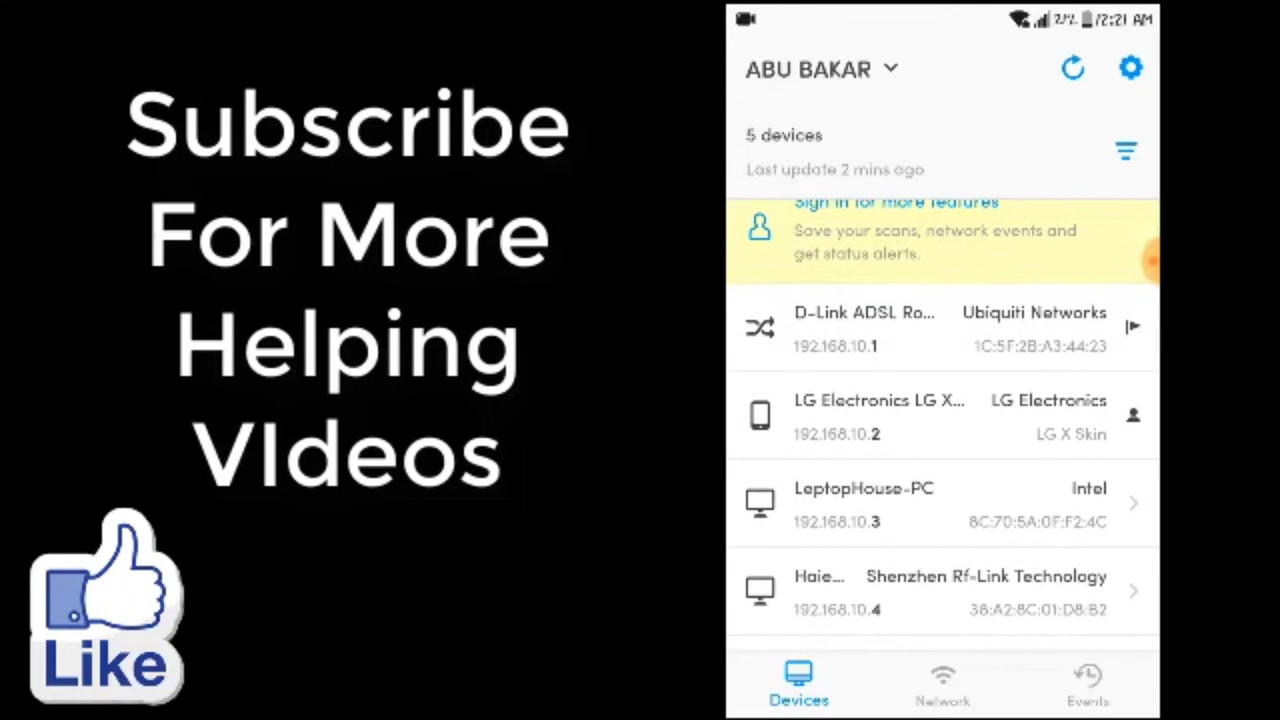 Subscribe
For More
Helping
VIdeos
Like
12:21 AM
ABU BAKAR
5 devices
Last update 2 mins ago
Sign in for more features
Save your scans, network events and
get status alerts.
D-Link ADSL Ro... Ubiquiti Networks
192.168.10.1 1C:5F:2B:A3:44:23
LG Electronics LG X... LG Electronics
192.168.10.2 LG X Skin
LeptopHouse-PC Intel
192.168.10.3 8C:70:5A:0F:F2:4C
Haie... Shenzhen Rf-Link Technology
192.168.10.4 38:A2:8C:01:D8:B2
Devices Network Events